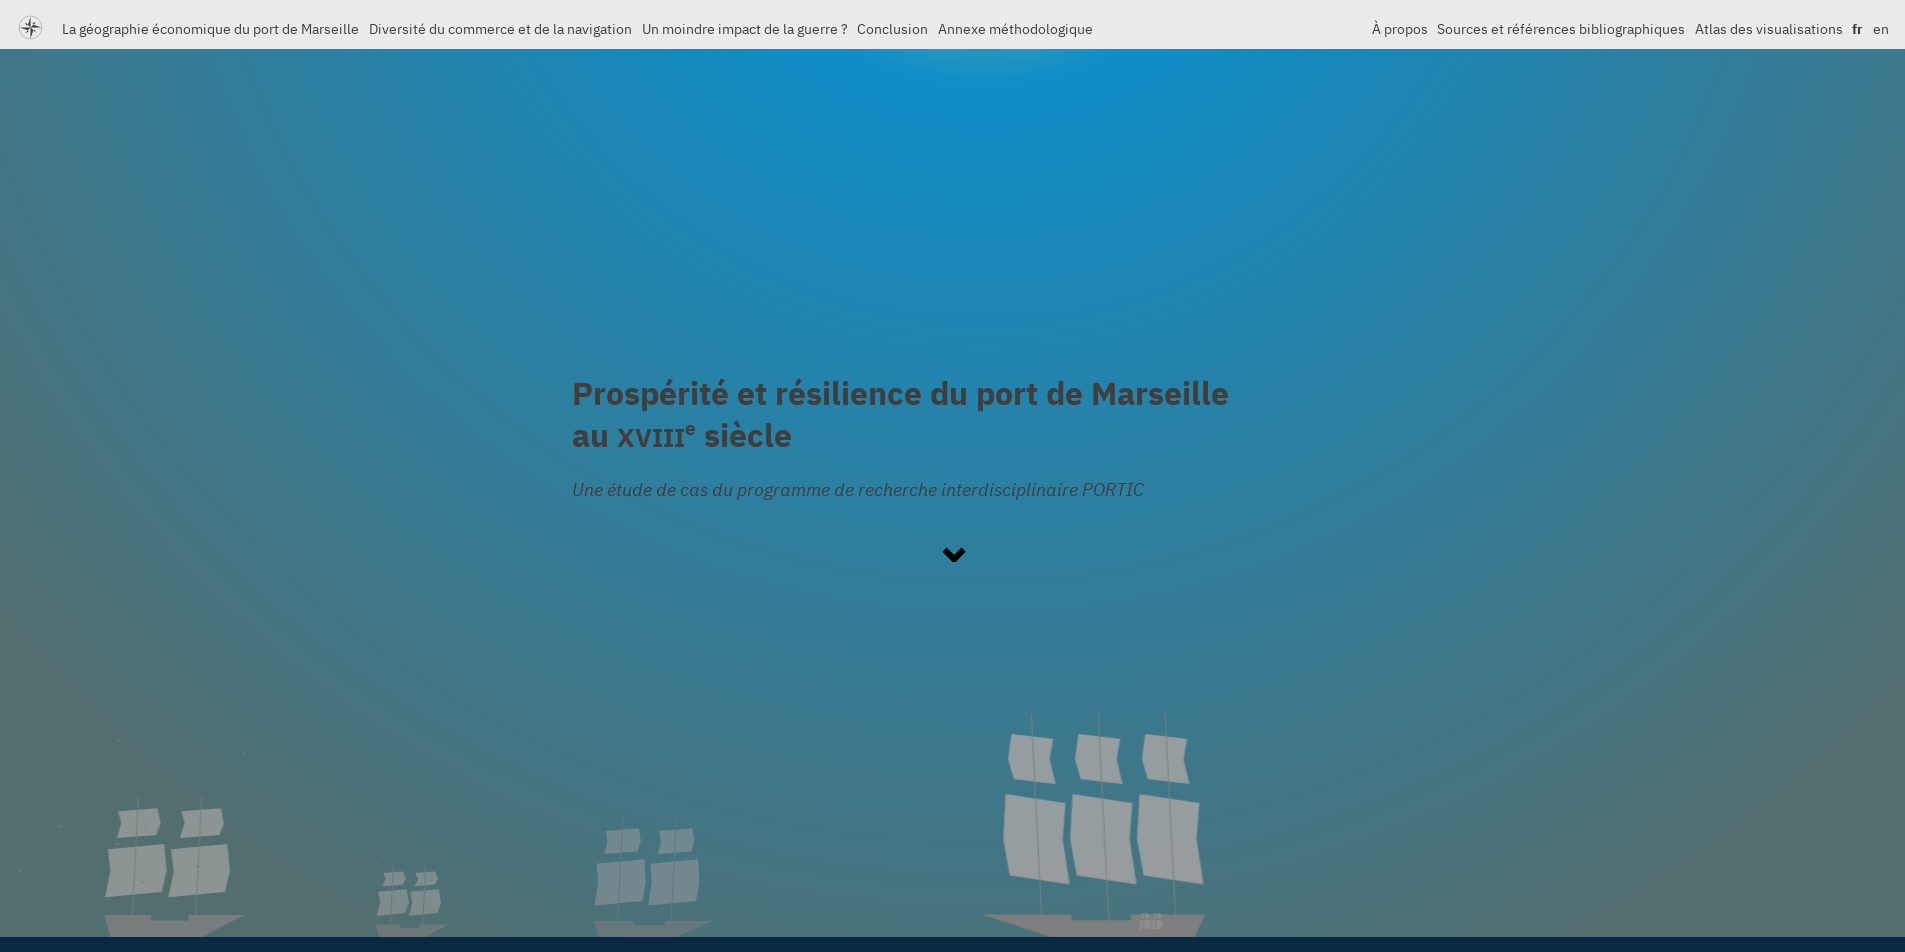 La géographie économique du port de Marseille Diversité du commerce et de la navigation Un moindre impact de la guerre ? Conclusion Annexe méthodologique À propos Sources et références bibliographiques Atlas des visualisations fr en
Prospérité et résilience du port de Marseille
au XVIIIe siècle
Une étude de cas du programme de recherche interdisciplinaire PORTIC